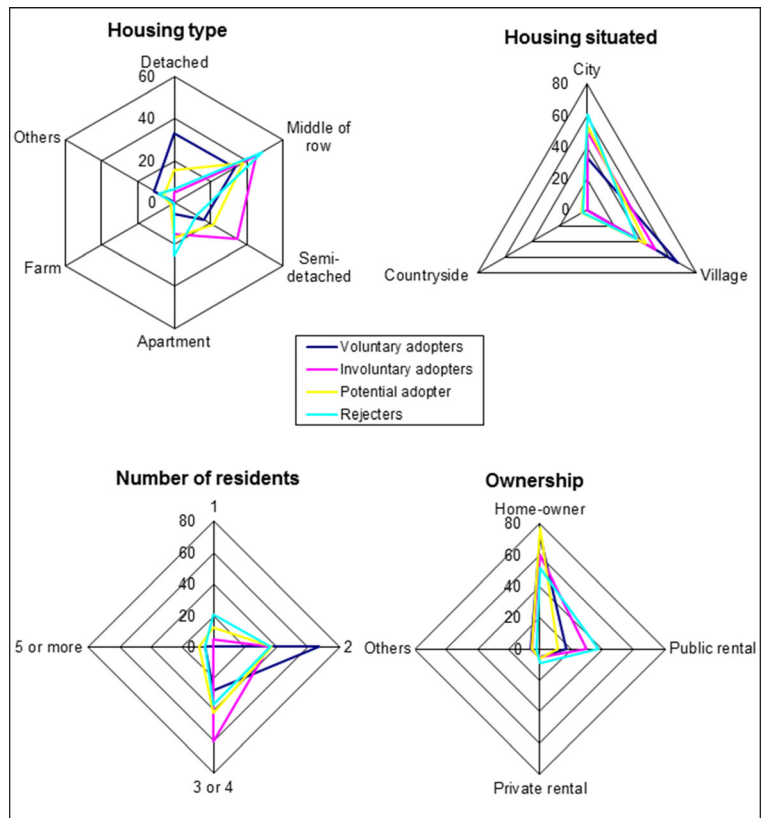 Housing type
Detached
60
40
20
0
Middle of
row
Semi-
detached
Apartment
Farm
Others
Housing situated
City
80
60
40
20
0
Village
Countryside
Voluntary adopters
Involuntary adopters
Potential adopter
Rejecters
Number of residents
1
80
60
40
20
0
2
3 or 4
5 or more
Ownership
Home-owner
80
60
40
20
0
Public rental
Private rental
Others